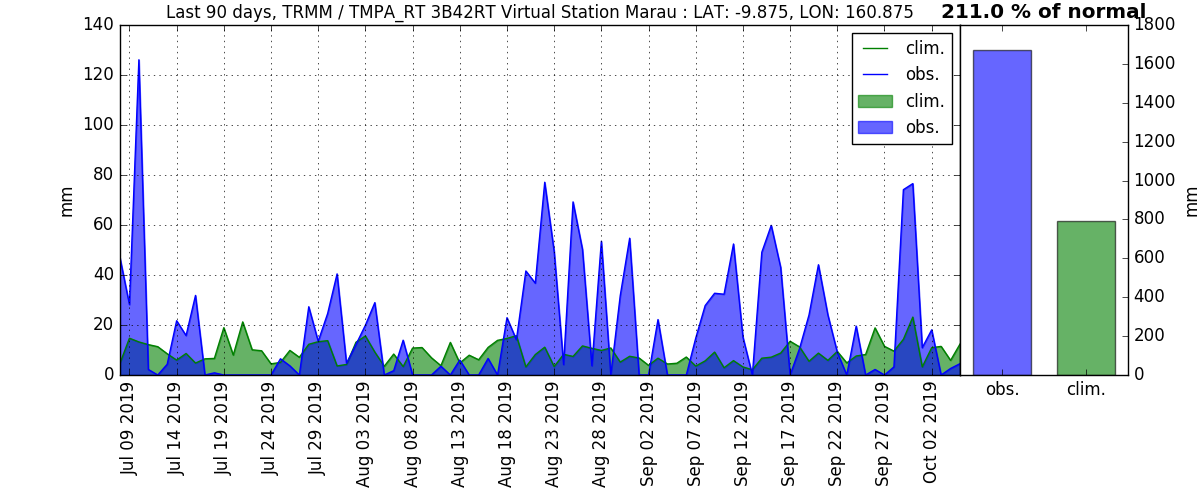 Last 90 days, TRMM / TMPA_RT 3B42RT Virtual Station Marau : LAT: -9.875, LON: 160.875
211.0 % of normal
mm
140
120
100
80
60
40
20
0
clim.
obs.
clim.
obs.
1800
1600
1400
1200
1000
800
600
400
200
0
mm
Jul 09 2019
Jul 14 2019
Jul 19 2019
Jul 24 2019
Jul 29 2019
Aug 03 2019
Aug 08 2019
Aug 13 2019
Aug 18 2019
Aug 23 2019
Aug 28 2019
Sep 02 2019
Sep 07 2019
Sep 12 2019
Sep 17 2019
Sep 22 2019
Sep 27 2019
Oct 02 2019
obs.
clim.